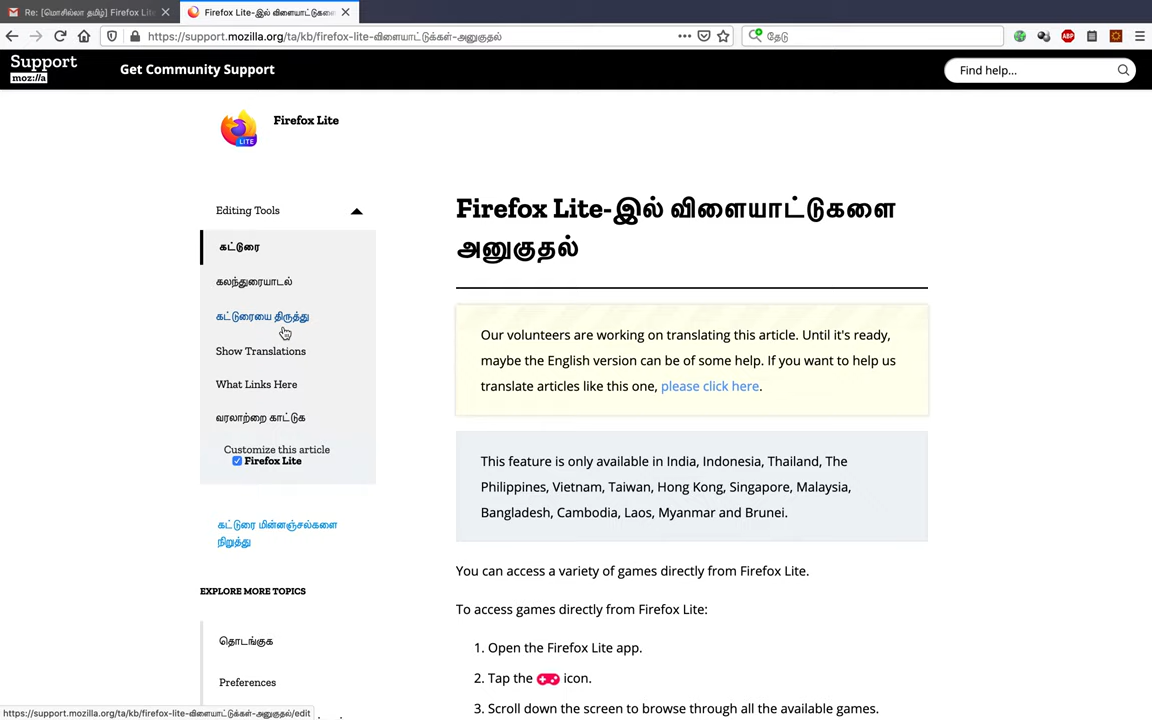 Re: [மொசில்லா தமிழ்] Firefox Lit
Firefox Lite-இல் விளையாட்டுகளை
https://support.mozilla.org/ta/kb/firefox-lite-விளையாட்டுக்கள்-அனுகுதல்
தேடு
ABP
Support
moz://a
Get Community Support
Find help...
LITE
Firefox Lite
Editing Tools
கட்டுரை
கலந்துரையாடல்
கட்டுரையை திருத்து
Show Translations
What Links Here
வரலாற்றை காட்டுக
Customize this article
Firefox Lite
கட்டுரை மின்னஞ்சல்களை
நிறுத்து
EXPLORE MORE TOPICS
தொடங்குக
Preferences
Firefox Lite-இல் விளையாட்டுகளை
அனுகுதல்
Our volunteers are working on translating this article. Until it's ready,
maybe the English version can be of some help. If you want to help us
translate articles like this one, please click here.
This feature is only available in India, Indonesia, Thailand, The
Philippines, Vietnam, Taiwan, Hong Kong, Singapore, Malaysia,
Bangladesh, Cambodia, Laos, Myanmar and Brunei.
You can access a variety of games directly from Firefox Lite.
To access games directly from Firefox Lite:
1. Open the Firefox Lite app.
2. Tap the icon.
3. Scroll down the screen to browse through all the available games.
https://support.mozilla.org/ta/kb/firefox-lite-விளையாட்டுக்கள்-அனுகுதல்/edit